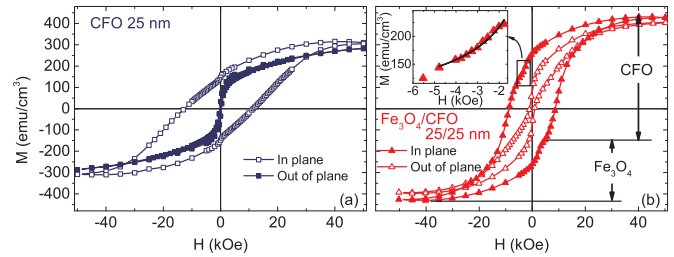 CFO 25 nm
M (emu/cm³)
400
300
200
100
0
-100
-200
-300
-400
In plane
Out of plane
(a)
-40 -20 0 20 40
H (kOe)
M (emu/cm³)
200
150
-6 -5 -4 -3 -2 -1
H (kOe)
CFO
Fe₃O₄/CFO
25/25 nm
In plane
Out of plane
Fe₃O₄
(b)
-40 -20 0 20 40
H (kOe)